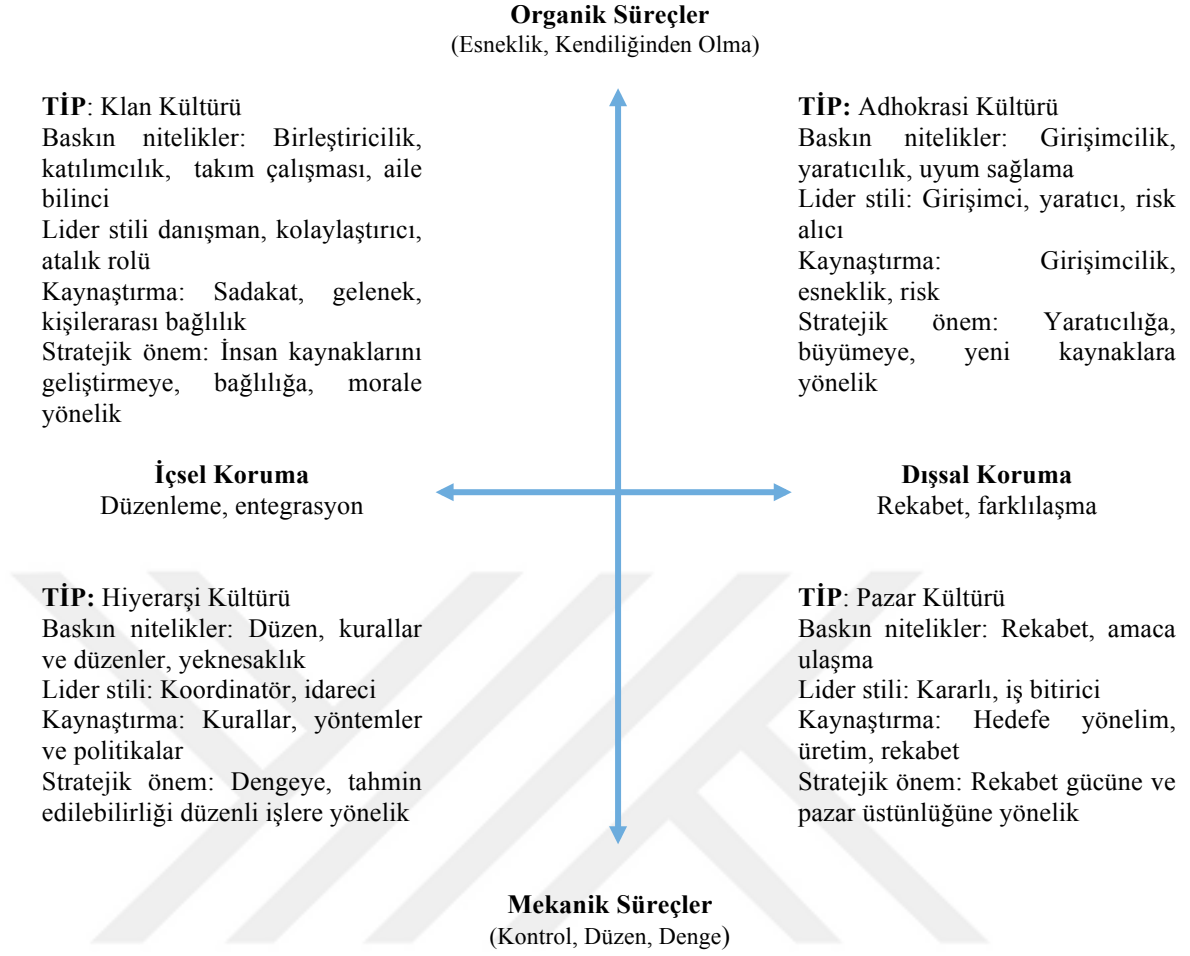 Organik Süreçler
(Esneklik, Kendiliğinden Olma)
TİP: Klan Kültürü
Baskın nitelikler: Birleştiricilik,
katılımcılık, takım çalışması, aile
bilinci
Lider stili danışman, kolaylaştırıcı,
atalık rolü
Kaynaştırma: Sadakat, gelenek,
kişilerarası bağlılık
Stratejik önem: İnsan kaynaklarını
geliştirmeye, bağlılığa, morale
yönelik
TİP: Adhokrasi Kültürü
Baskın nitelikler: Girişimcilik,
yaratıcılık, uyum sağlama
Lider stili: Girişimci, yaratıcı, risk
alıcı
Kaynaştırma: Girişimcilik,
esneklik, risk
Stratejik önem: Yaratıcılığa,
büyümeye, yeni kaynaklara
yönelik
İçsel Koruma
Düzenleme, entegrasyon
Dışsal Koruma
Rekabet, farklılaşma
TİP: Hiyerarşi Kültürü
Baskın nitelikler: Düzen, kurallar
ve düzenler, yeknesaklık
Lider stili: Koordinatör, idareci
Kaynaştırma: Kurallar, yöntemler
ve politikalar
Stratejik önem: Dengeye, tahmin
edilebilirliği düzenli işlere yönelik
TİP: Pazar Kültürü
Baskın nitelikler: Rekabet, amaca
ulaşma
Lider stili: Kararlı, iş bitirici
Kaynaştırma: Hedefe yönelim,
üretim, rekabet
Stratejik önem: Rekabet gücüne ve
pazar üstünlüğüne yönelik
Mekanik Süreçler
(Kontrol, Düzen, Denge)